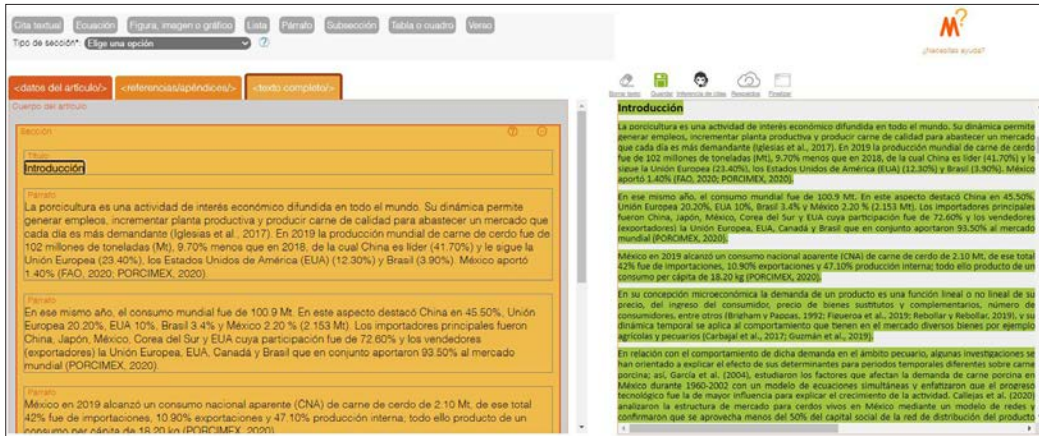 Cita textual Ecuación Figura, imagen o gráfico Lista Párrafo Subsección Tabla o cuadro Verso
Tipo de sección*: Elige una opción
¿Necesitas ayuda?
<datos del artículo/> <referencias/apéndices/> <texto completo/>
Cuerpo del artículo
Sección
Título
Introducción
Párrafo
La porcicultura es una actividad de interés económico difundida en todo el mundo. Su dinámica permite
generar empleos, incrementar planta productiva y producir carne de calidad para abastecer un mercado que
cada día es más demandante (Iglesias et al., 2017). En 2019 la producción mundial de carne de cerdo fue de
102 millones de toneladas (Mt), 9.70% menos que en 2018, de la cual China es líder (41.70%) y le sigue la
Unión Europea (23.40%), los Estados Unidos de América (EUA) (12.30%) y Brasil (3.90%). México aportó
1.40% (FAO, 2020; PORCIMEX, 2020).
Párrafo
En ese mismo año, el consumo mundial fue de 100.9 Mt. En este aspecto destacó China en 45.50%, Unión
Europea 20.20%, EUA 10%, Brasil 3.4% y México 2.20 % (2.153 Mt). Los importadores principales fueron
China, Japón, México, Corea del Sur y EUA cuya participación fue de 72.60% y los vendedores
(exportadores) la Unión Europea, EUA, Canadá y Brasil que en conjunto aportaron 93.50% al mercado
mundial (PORCIMEX, 2020).
Párrafo
México en 2019 alcanzó un consumo nacional aparente (CNA) de carne de cerdo de 2.10 Mt, de ese total
42% fue de importaciones, 10.90% exportaciones y 47.10% producción interna; todo ello producto de un
consumo per cápita de 18.20 kg (PORCIMEX, 2020).
Borrar texto Guardar Inferencia de citas Respuestos Finalizar
Introducción
La porcicultura es una actividad de interés económico difundida en todo el mundo. Su dinámica permite
generar empleos, incrementar planta productiva y producir carne de calidad para abastecer un mercado
que cada día es más demandante (Iglesias et al., 2017). En 2019 la producción mundial de carne de cerdo
fue de 102 millones de toneladas (Mt), 9.70% menos que en 2018, de la cual China es líder (41.70%) y le
sigue la Unión Europea (23.40%), los Estados Unidos de América (EUA) (12.30%) y Brasil (3.90%). México
aportó 1.40% (FAO, 2020; PORCIMEX, 2020).
En ese mismo año, el consumo mundial fue de 100.9 Mt. En este aspecto destacó China en 45.50%,
Unión Europea 20.20%, EUA 10%, Brasil 3.4% y México 2.20 % (2.153 Mt). Los importadores principales
fueron China, Japón, México, Corea del Sur y EUA cuya participación fue de 72.60% y los vendedores
(exportadores) la Unión Europea, EUA, Canadá y Brasil que en conjunto aportaron 93.50% al mercado
mundial (PORCIMEX, 2020).
México en 2019 alcanzó un consumo nacional aparente (CNA) de carne de cerdo de 2.10 Mt, de ese total
42% fue de importaciones, 10.90% exportaciones y 47.10% producción interna; todo ello producto de un
consumo per cápita de 18.20 kg (PORCIMEX, 2020).
En su concepción microeconómica la demanda de un producto es una función lineal o no lineal de su
precio, del ingreso del consumidor, precio de bienes sustitutos y complementarios, número de
consumidores, entre otros (Brigham y Pappas, 1992; Figueroa et al., 2019; Rebollar y Rebollar, 2019), y su
dinámica temporal se aplica al comportamiento que tienen en el mercado diversos bienes por ejemplo
agrícolas y pecuarios (Carbajal et al., 2017; Guzmán et al., 2019).
En relación con el comportamiento de dicha demanda en el ámbito pecuario, algunas investigaciones se
han orientado a explicar el efecto de sus determinantes para periodos temporales diferentes sobre carne
porcina; así, García et al. (2004), estudiaron los factores que afectan la demanda de carne porcina en
México durante 1960-2002 con un modelo de ecuaciones simultáneas y enfatizaron que el progreso
tecnológico fue la de mayor influencia para explicar el crecimiento de la actividad. Callejas et al. (2020)
analizaron la estructura de mercado para cerdos vivos en México mediante un modelo de redes y
confirmaron que se aprovecha menos del 50% del capital social de la red de distribución del producto